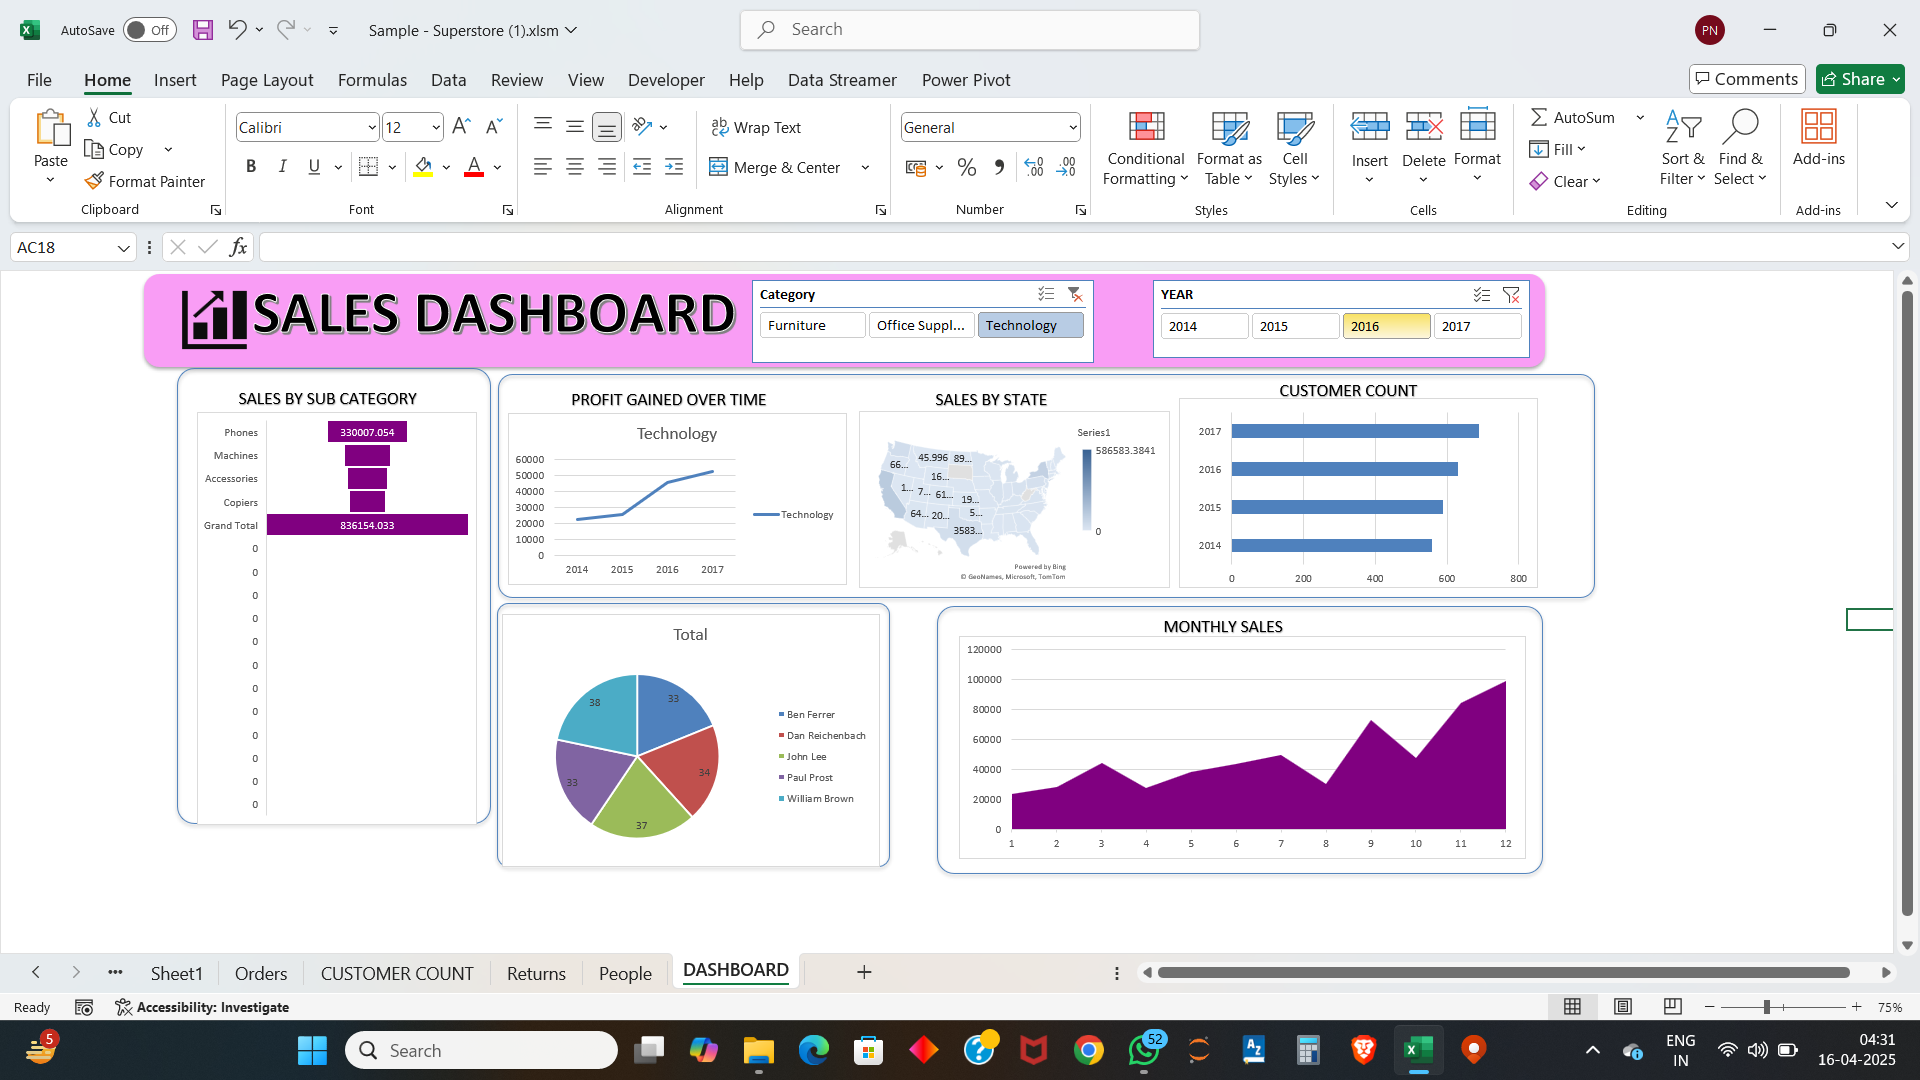 AutoSave Off Sample - Superstore (1).xlsm Search PN
File Home Insert Page Layout Formulas Data Review View Developer Help Data Streamer Power Pivot Comments Share
Paste Cut Copy Format Painter Clipboard
Calibri 12 B I U A Font
Wrap Text Merge & Center Alignment
General % Number
Conditional Formatting Format as Table Cell Styles Styles
Insert Delete Format Cells
AutoSum Fill Clear Sort & Filter Find & Select Editing
Add-ins Add-ins
AC18 fx
SALES DASHBOARD
Category
Furniture Office Suppl... Technology
YEAR
2014 2015 2016 2017
SALES BY SUB CATEGORY
Phones 330007.054
Machines
Accessories
Copiers
Grand Total 836154.033
0
0
0
0
0
0
0
0
0
0
0
0
PROFIT GAINED OVER TIME
Technology
60000
50000
40000
30000
20000
10000
0
2014 2015 2016 2017
Technology
SALES BY STATE
Series1
586583.3841
0
66... 45.996 89...
16...
1... 7... 61... 19...
64... 20... 5...
3583...
Powered by Bing
© GeoNames, Microsoft, TomTom
CUSTOMER COUNT
2017
2016
2015
2014
0 200 400 600 800
Total
38 33
34
33
37
Ben Ferrer
Dan Reichenbach
John Lee
Paul Prost
William Brown
MONTHLY SALES
120000
100000
80000
60000
40000
20000
0
1 2 3 4 5 6 7 8 9 10 11 12
Sheet1 Orders CUSTOMER COUNT Returns People DASHBOARD
Ready Accessibility: Investigate 75%
5 Search 52 ENG IN 04:31 16-04-2025